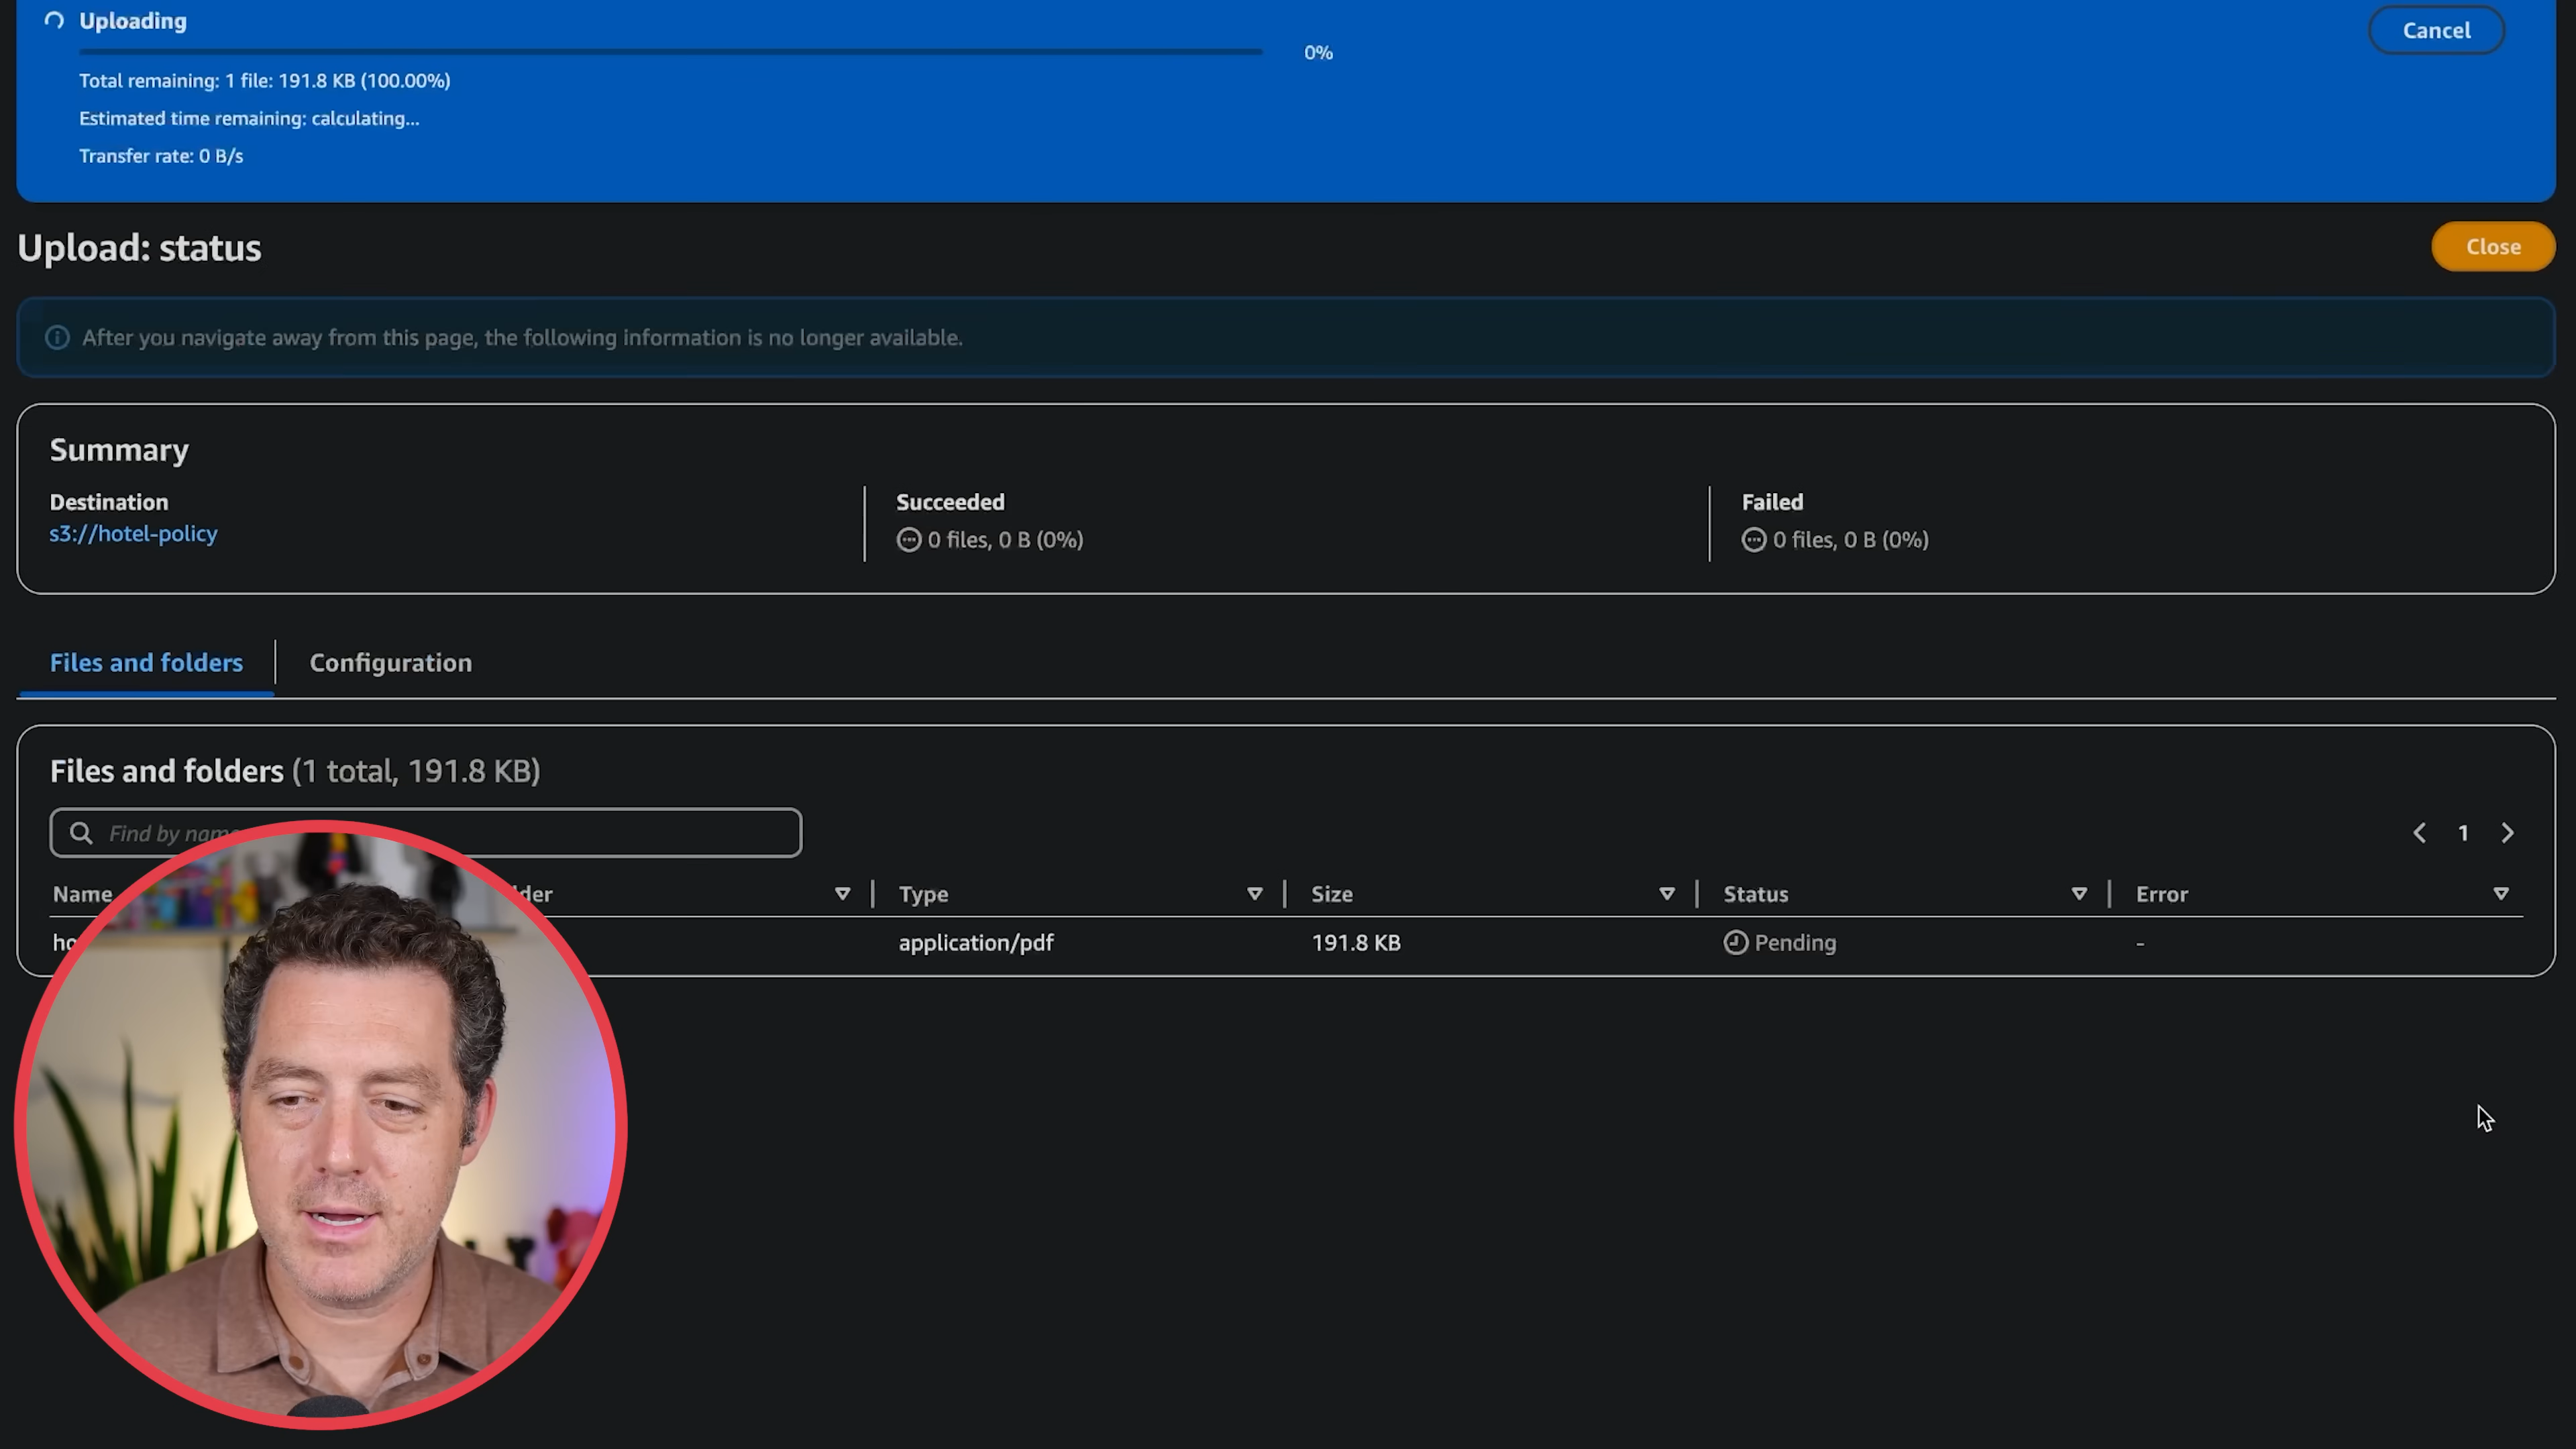 Uploading
Cancel
0%
Total remaining: 1 file: 191.8 KB (100.00%)
Estimated time remaining: calculating...
Transfer rate: 0 B/s
Upload: status
Close
After you navigate away from this page, the following information is no longer available.
Summary
Destination
s3://hotel-policy
Succeeded
0 files, 0 B (0%)
Failed
0 files, 0 B (0%)
Files and folders
Configuration
Files and folders (1 total, 191.8 KB)
Find by name
1
Name Type Size Status Error
application/pdf 191.8 KB Pending -